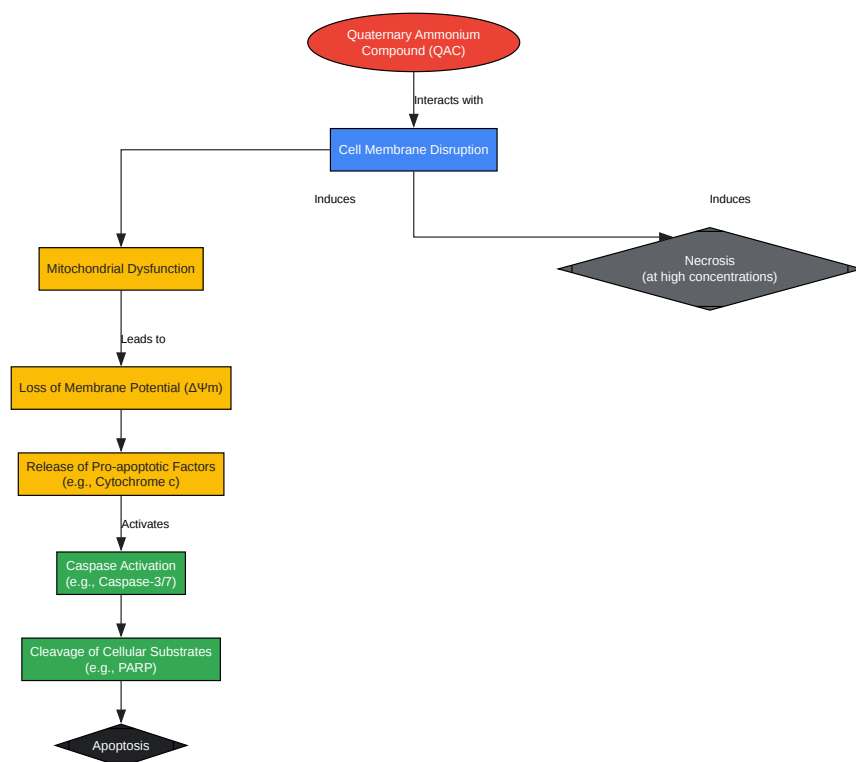 Quaternary Ammonium
Compound (QAC)
Interacts with
Cell Membrane Disruption
Induces
Induces
Mitochondrial Dysfunction
Necrosis
(at high concentrations)
Leads to
Loss of Membrane Potential (ΔΨm)
Release of Pro-apoptotic Factors
(e.g., Cytochrome c)
Activates
Caspase Activation
(e.g., Caspase-3/7)
Cleavage of Cellular Substrates
(e.g., PARP)
Apoptosis